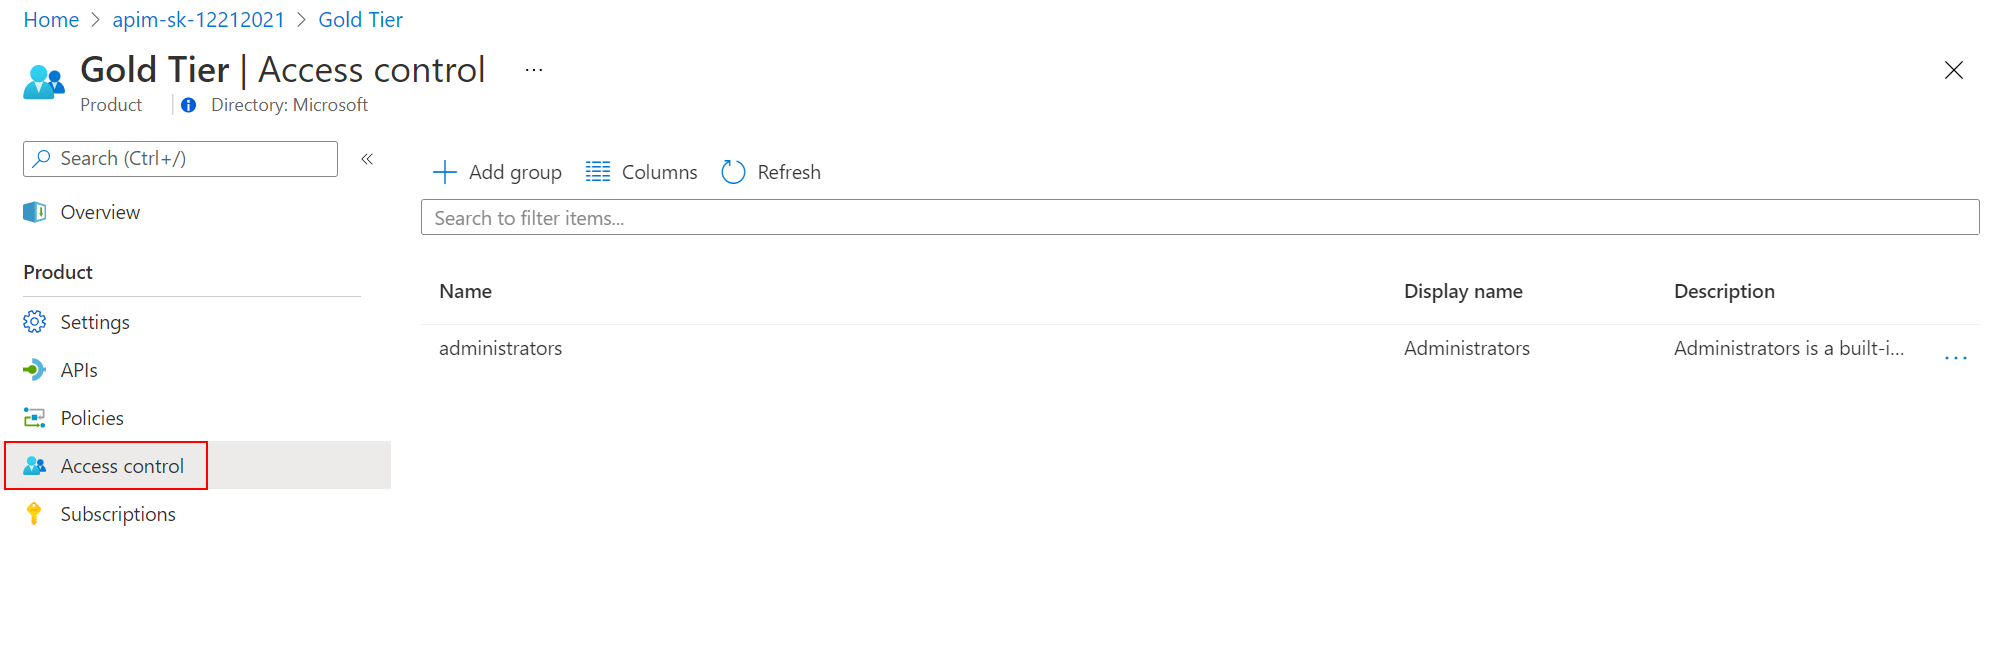 Home > apim-sk-12212021 > Gold Tier
Gold Tier | Access control ...
Product
Directory: Microsoft
Search (Ctrl+/)
«
Overview
Product
Settings
APIs
Policies
Access control
Subscriptions
Add group
Columns
Refresh
Search to filter items...
Name
Display name
Description
administrators
Administrators
Administrators is a built-i...
...